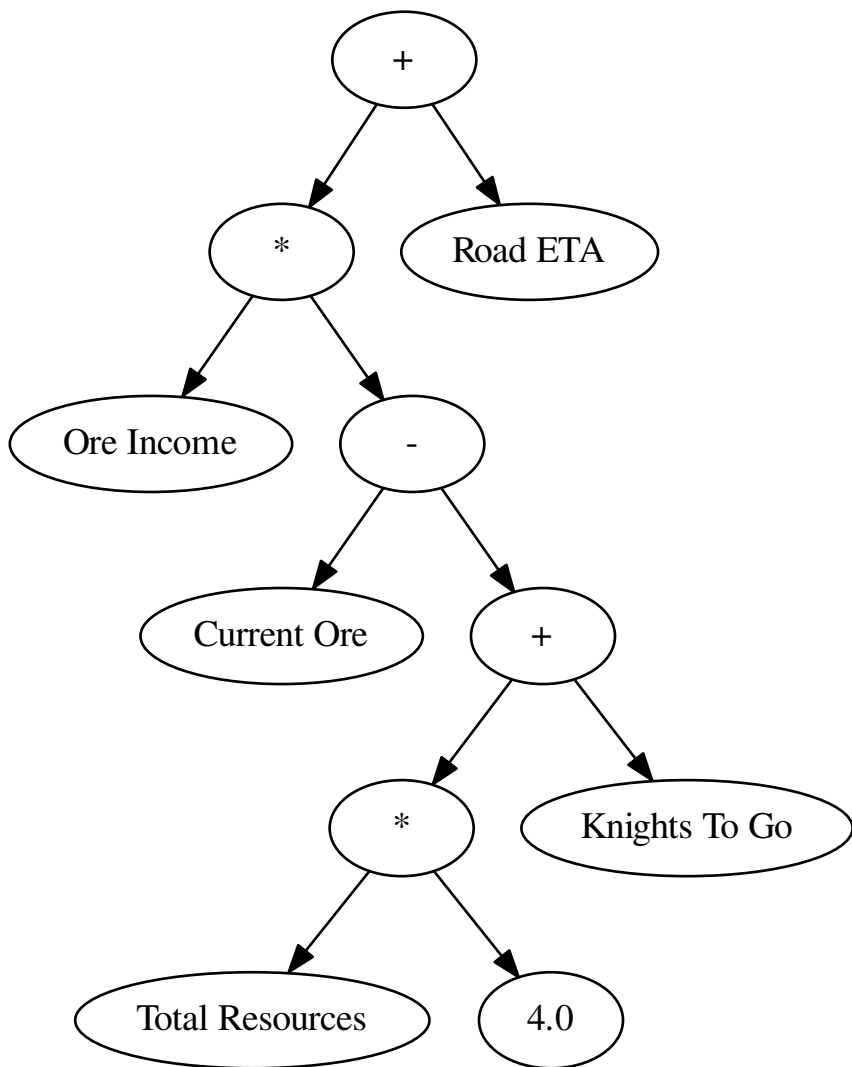 +
*
Road ETA
Ore Income
-
Current Ore
+
*
Knights To Go
Total Resources
4.0